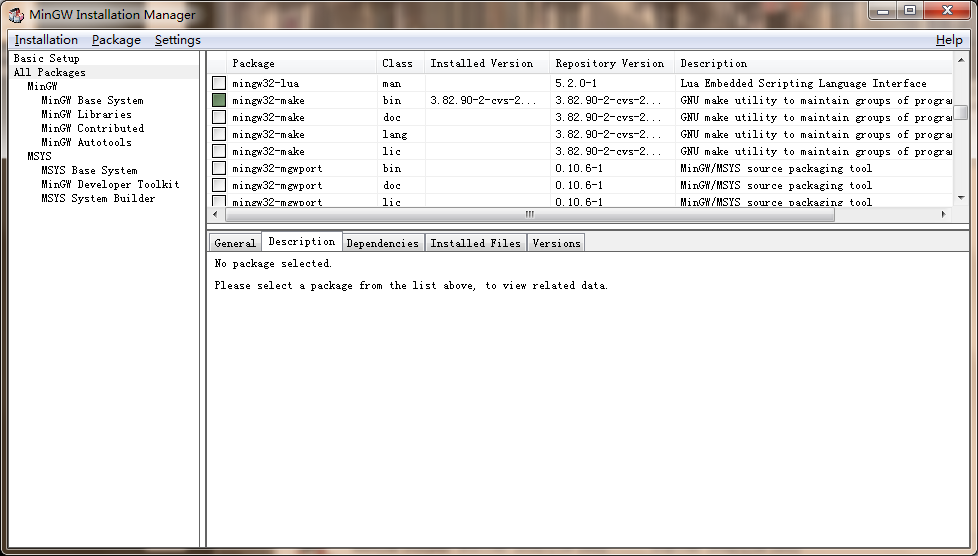 MinGW Installation Manager
Installation Package Settings Help
Basic Setup
All Packages
MinGW
MinGW Base System
MinGW Libraries
MinGW Contributed
MinGW Autotools
MSYS
MSYS Base System
MinGW Developer Toolkit
MSYS System Builder
Package Class Installed Version Repository Version Description
mingw32-lua man 5.2.0-1 Lua Embedded Scripting Language Interface
mingw32-make bin 3.82.90-2-cvs-2... 3.82.90-2-cvs-2... GNU make utility to maintain groups of progra
mingw32-make doc 3.82.90-2-cvs-2... GNU make utility to maintain groups of progra
mingw32-make lang 3.82.90-2-cvs-2... GNU make utility to maintain groups of progra
mingw32-make lic 3.82.90-2-cvs-2... GNU make utility to maintain groups of progra
mingw32-mgwport bin 0.10.6-1 MinGW/MSYS source packaging tool
mingw32-mgwport doc 0.10.6-1 MinGW/MSYS source packaging tool
mingw32-mgwport lic 0.10.6-1 MinGW/MSYS source packaging tool
General Description Dependencies Installed Files Versions
No package selected.
Please select a package from the list above, to view related data.